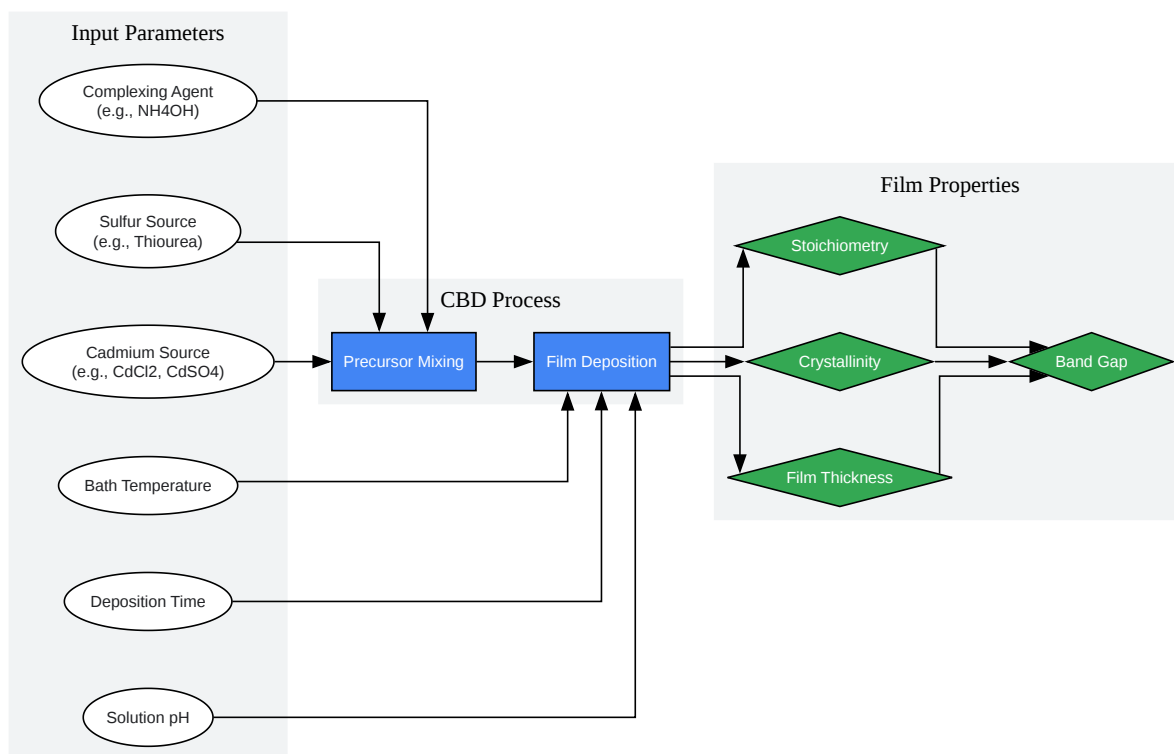 Input Parameters
Complexing Agent
(e.g., NH4OH)
Sulfur Source
(e.g., Thiourea)
Cadmium Source
(e.g., CdCl2, CdSO4)
Bath Temperature
Deposition Time
Solution pH
CBD Process
Precursor Mixing
Film Deposition
Film Properties
Stoichiometry
Crystallinity
Film Thickness
Band Gap